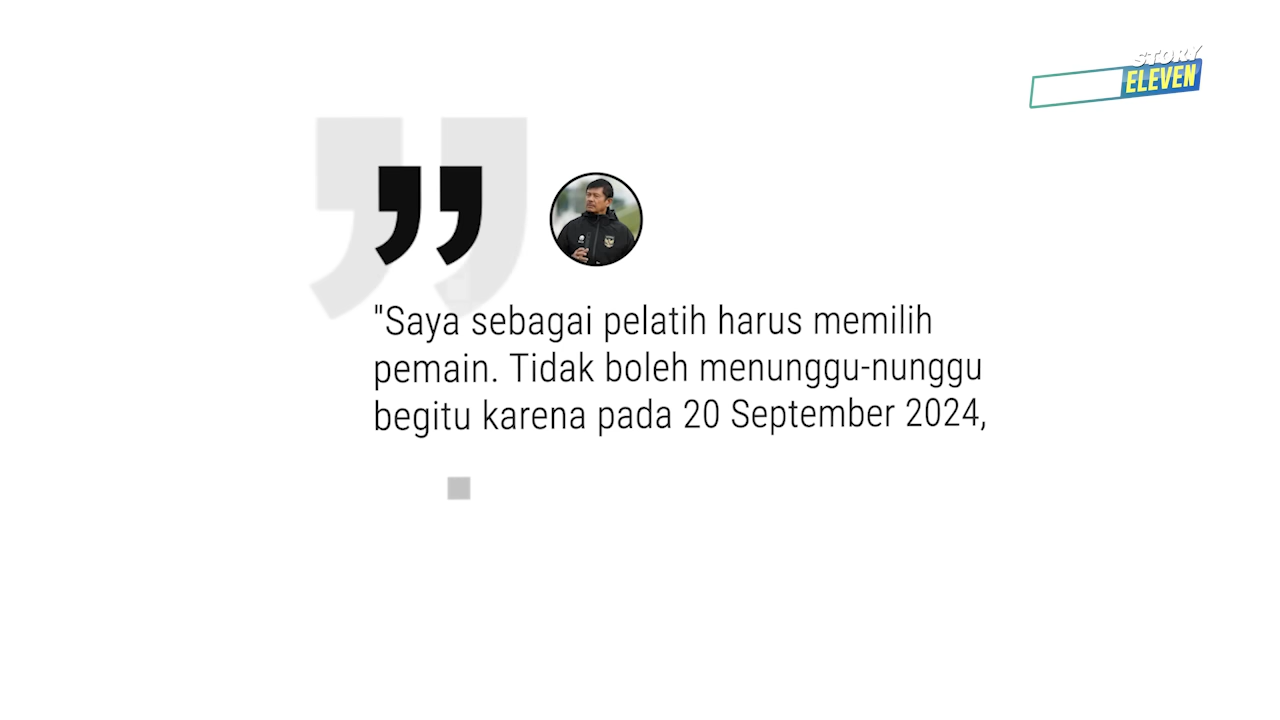 STORY
ELEVEN
"Saya sebagai pelatih harus memilih
pemain. Tidak boleh menunggu-nunggu
begitu karena pada 20 September 2024,